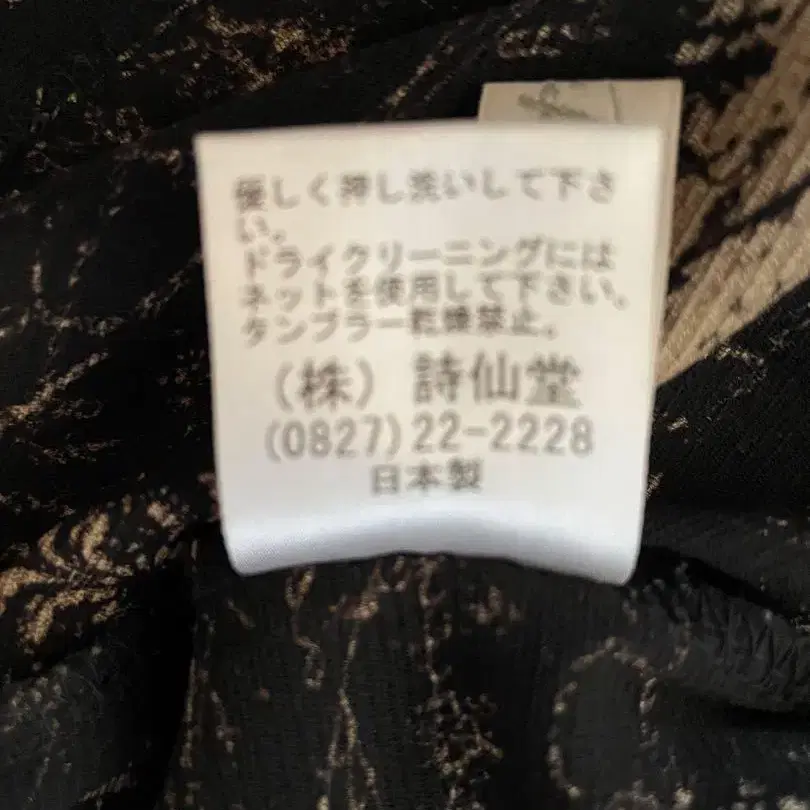 優しく押し洗いして下さ
い。
ドライクリーニングには
ネットを使用して下さい。
タンブラー乾燥禁止。
(株) 詩仙堂
(0827)22-2228
日本製